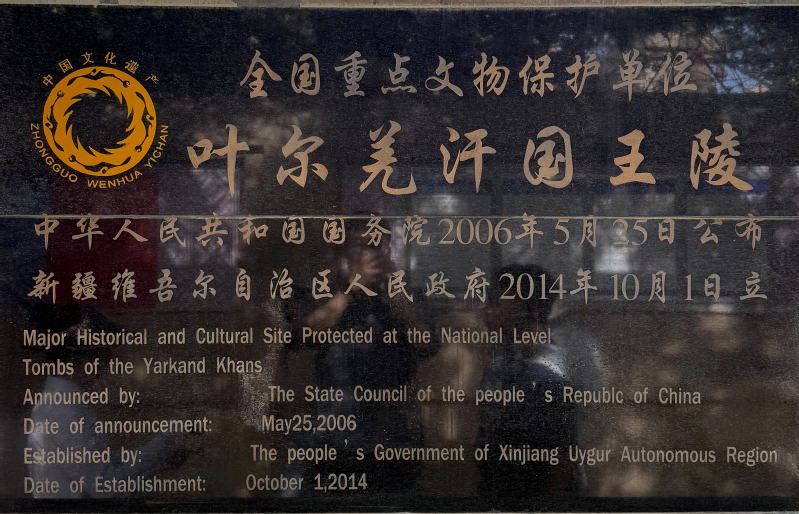 中国文化遗产
ZHONGGUO WENHUA YICHAN
全国重点文物保护单位
叶尔羌汗国王陵
中华人民共和国国务院2006年5月25日公布
新疆维吾尔自治区人民政府2014年10月1日立
Major Historical and Cultural Site Protected at the National Level
Tombs of the Yarkand Khans
Announced by: The State Council of the people's Republc of China
Date of announcement: May25,2006
Established by: The people's Government of Xinjiang Uygur Autonomous Region
Date of Establishment: October 1,2014